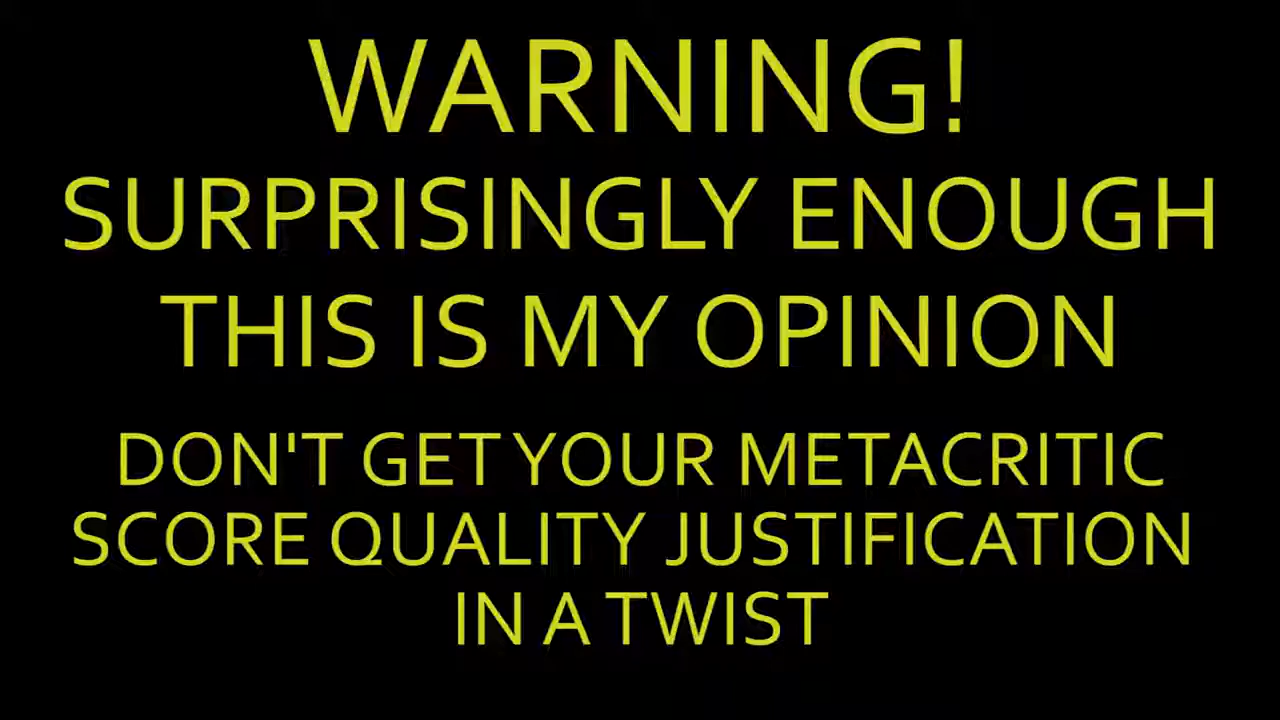 WARNING!
SURPRISINGLY ENOUGH
THIS IS MY OPINION
DON'T GET YOUR METACRITIC
SCORE QUALITY JUSTIFICATION
IN A TWIST